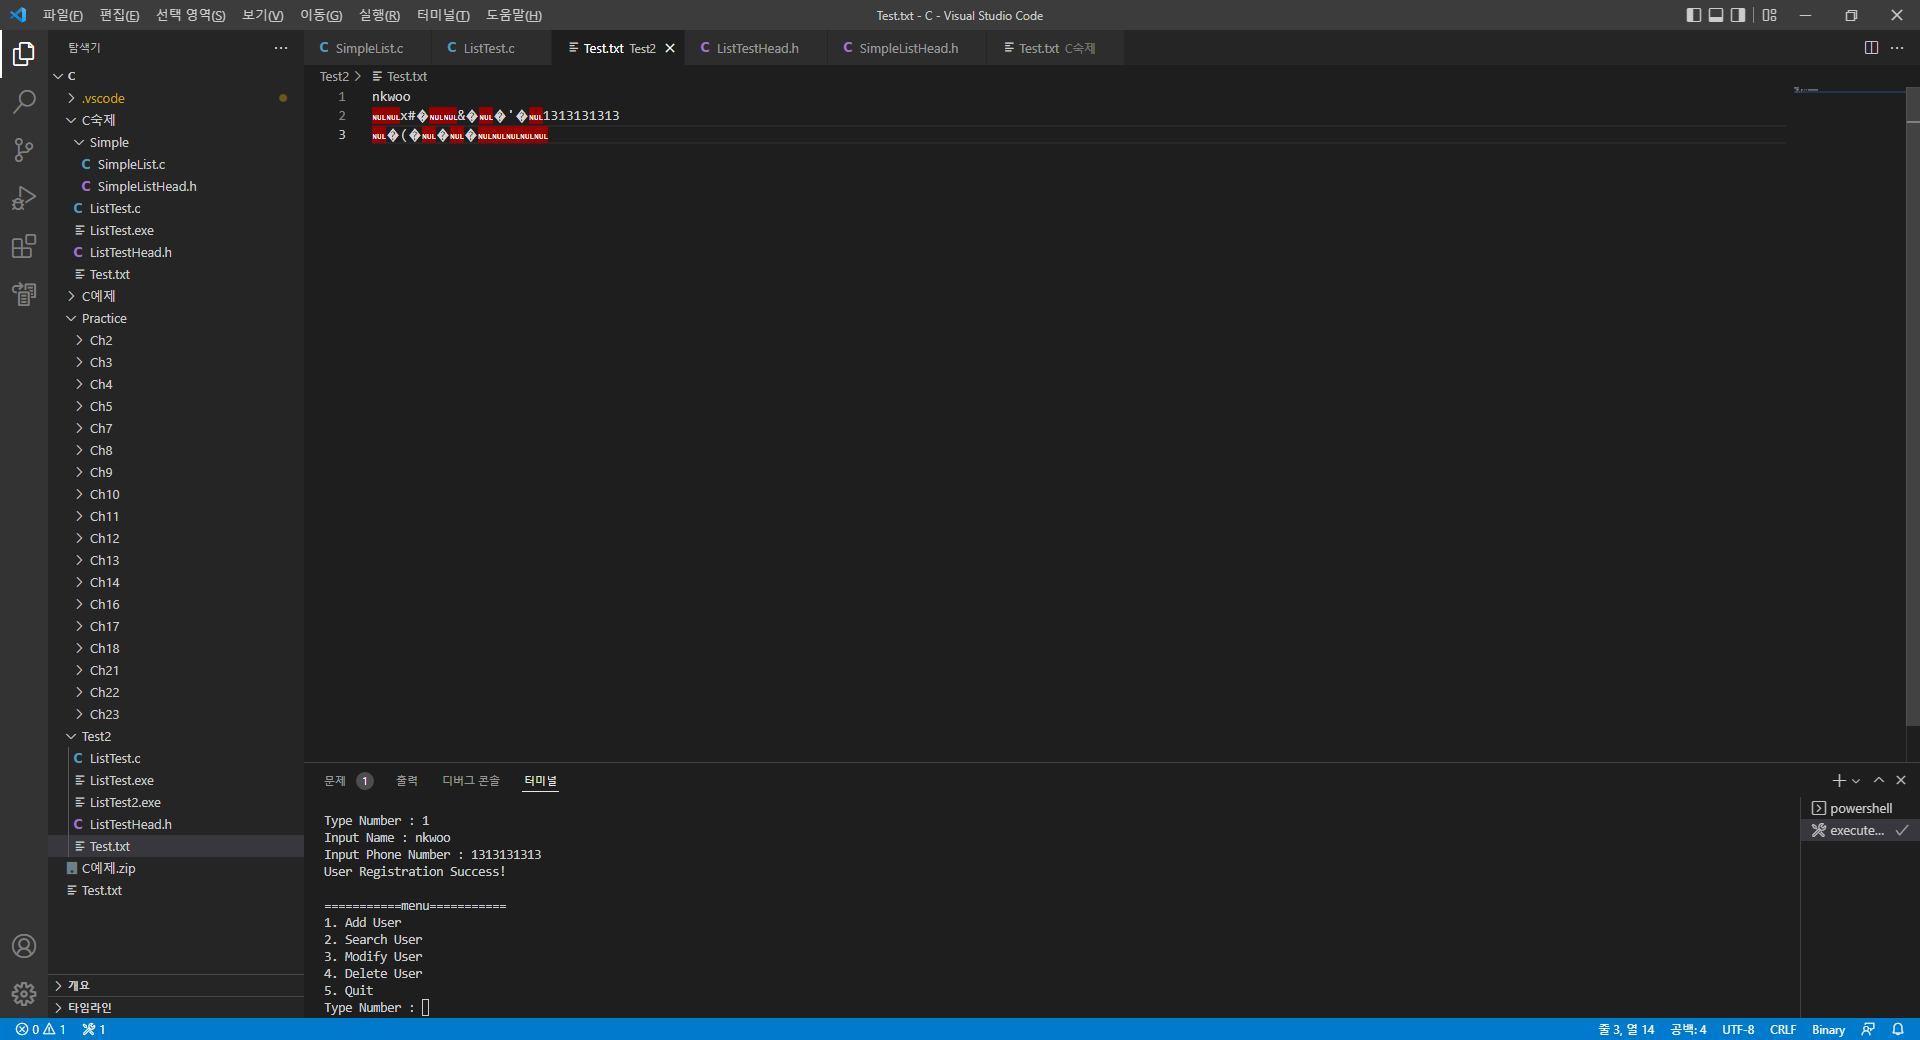 파일(F) 편집(E) 선택 영역(S) 보기(V) 이동(G) 실행(R) 터미널(T) 도움말(H)
Test.txt - C - Visual Studio Code
탐색기
SimpleList.c
ListTest.c
Test.txt Test2
ListTestHead.h
SimpleListHead.h
Test.txt C숙제
Test2 > Test.txt
C
.vscode
C숙제
Simple
SimpleList.c
SimpleListHead.h
ListTest.c
ListTest.exe
ListTestHead.h
Test.txt
C예제
Practice
Ch2
Ch3
Ch4
Ch5
Ch7
Ch8
Ch9
Ch10
Ch11
Ch12
Ch13
Ch14
Ch16
Ch17
Ch18
Ch21
Ch22
Ch23
Test2
ListTest.c
ListTest.exe
ListTest2.exe
ListTestHead.h
Test.txt
C예제.zip
Test.txt
개요
타임라인
1 nkwoo
2 NULNULx#�NULNUL&�NUL�'�NUL1313131313
3 NUL�(�NUL�NUL�NULNULNULNULNUL
문제 1 출력 디버그 콘솔 터미널
Type Number : 1
Input Name : nkwoo
Input Phone Number : 1313131313
User Registration Success!
===========menu===========
1. Add User
2. Search User
3. Modify User
4. Delete User
5. Quit
Type Number :
powershell
execute...
0 1 1
줄 3, 열 14 공백: 4 UTF-8 CRLF Binary